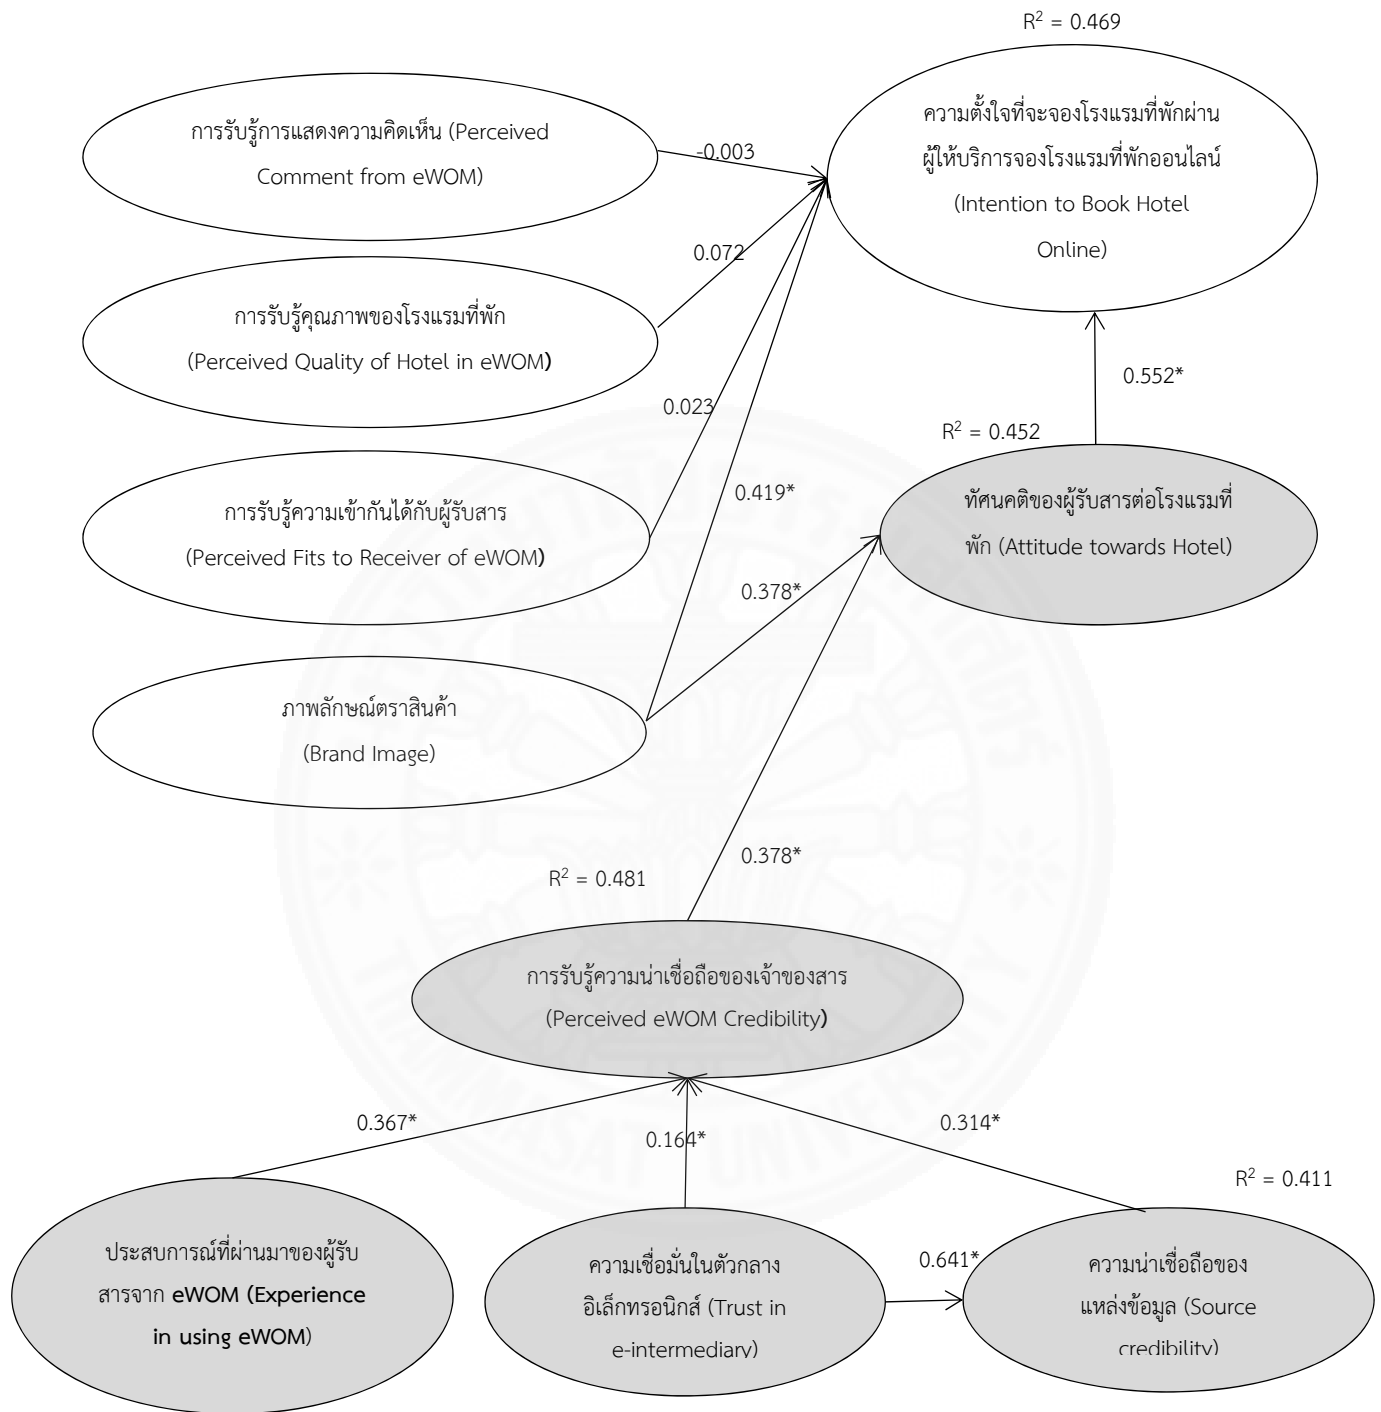 R² = 0.469
การรับรู้การแสดงความคิดเห็น (Perceived
Comment from eWOM)
ความตั้งใจที่จะจองโรงแรมที่พักผ่าน
ผู้ให้บริการจองโรงแรมที่พักออนไลน์
(Intention to Book Hotel
Online)
-0.003
0.072
การรับรู้คุณภาพของโรงแรมที่พัก
(Perceived Quality of Hotel in eWOM)
0.552*
0.023
R² = 0.452
การรับรู้ความเข้ากันได้กับผู้รับสาร
(Perceived Fits to Receiver of eWOM)
0.419*
ทัศนคติของผู้รับสารต่อโรงแรมที่
พัก (Attitude towards Hotel)
0.378*
ภาพลักษณ์ตราสินค้า
(Brand Image)
0.378*
R² = 0.481
การรับรู้ความน่าเชื่อถือของเจ้าของสาร
(Perceived eWOM Credibility)
0.367*
0.164*
0.314*
R² = 0.411
ประสบการณ์ที่ผ่านมาของผู้รับ
สารจาก eWOM (Experience
in using eWOM)
ความเชื่อมั่นในตัวกลาง
อิเล็กทรอนิกส์ (Trust in
e-intermediary)
0.641*
ความน่าเชื่อถือของ
แหล่งข้อมูล (Source
credibility)
THAMMASAT UNIVERSITY